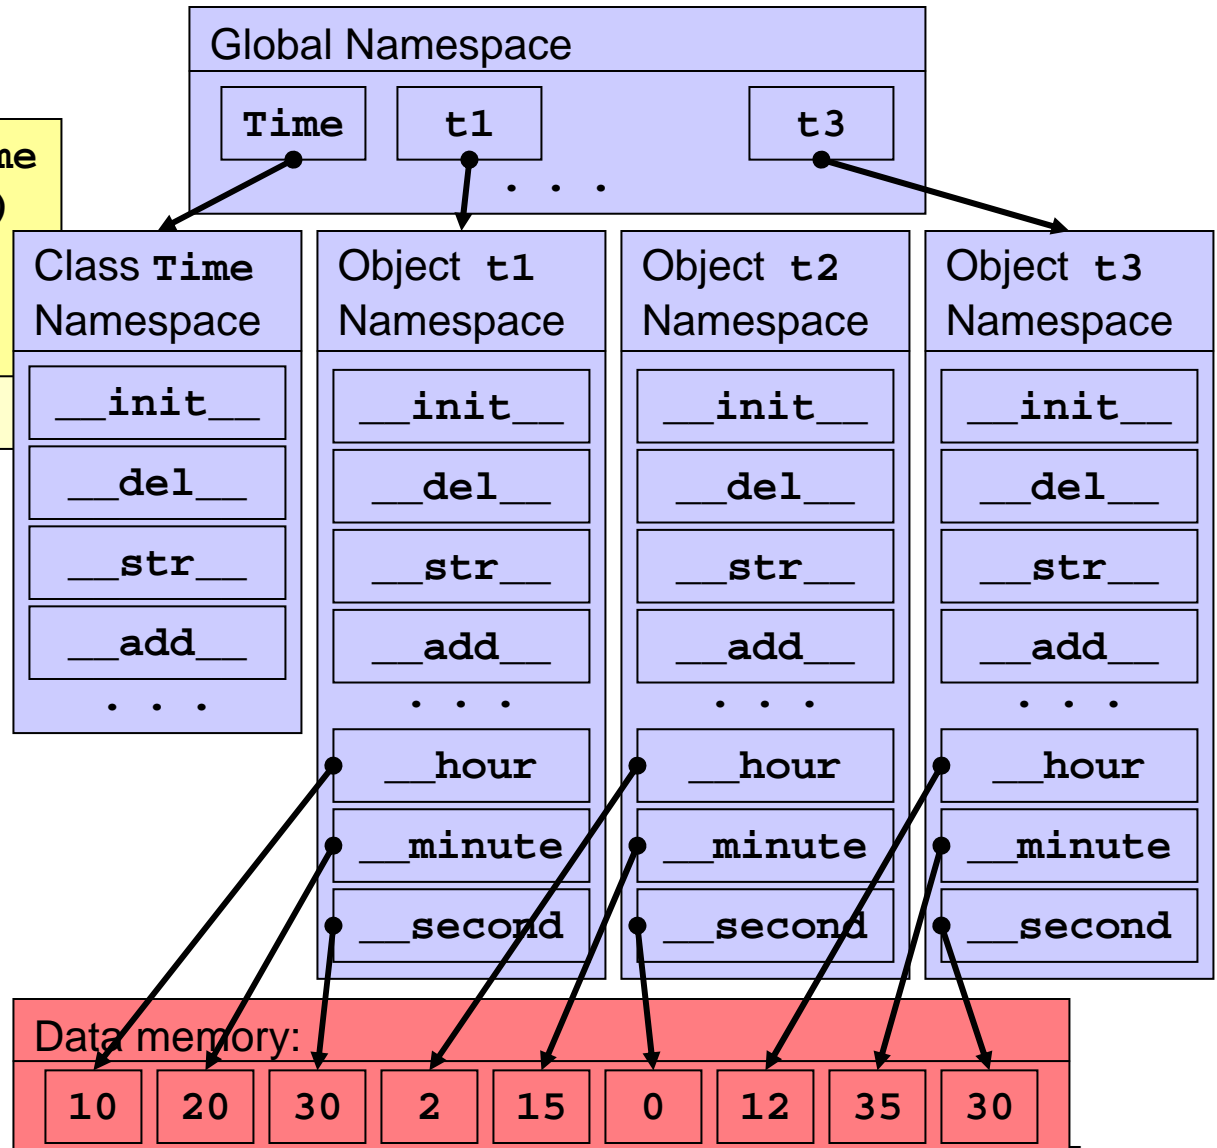 Global Namespace
Time t1 t3
. . .
me
)
Class Time
Namespace
__init__
__del__
__str__
__add__
. . .
Object t1
Namespace
__init__
__del__
__str__
__add__
. . .
__hour
__minute
__second
Object t2
Namespace
__init__
__del__
__str__
__add__
. . .
__hour
__minute
__second
Object t3
Namespace
__init__
__del__
__str__
__add__
. . .
__hour
__minute
__second
Data memory:
10 20 30 2 15 0 12 35 30